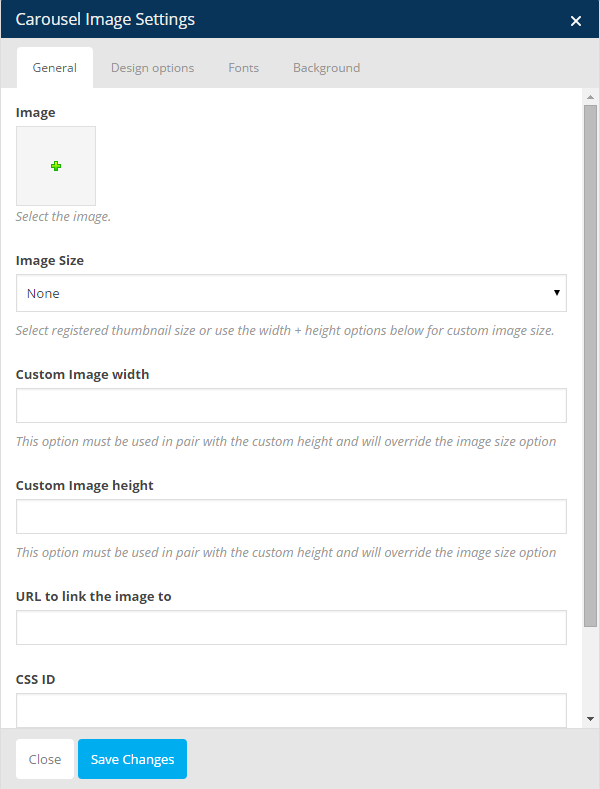 Carousel Image Settings
General Design options Fonts Background
Image
Select the image.
Image Size
None
Select registered thumbnail size or use the width + height options below for custom image size.
Custom Image width
This option must be used in pair with the custom height and will override the image size option
Custom Image height
This option must be used in pair with the custom height and will override the image size option
URL to link the image to
CSS ID
Close Save Changes